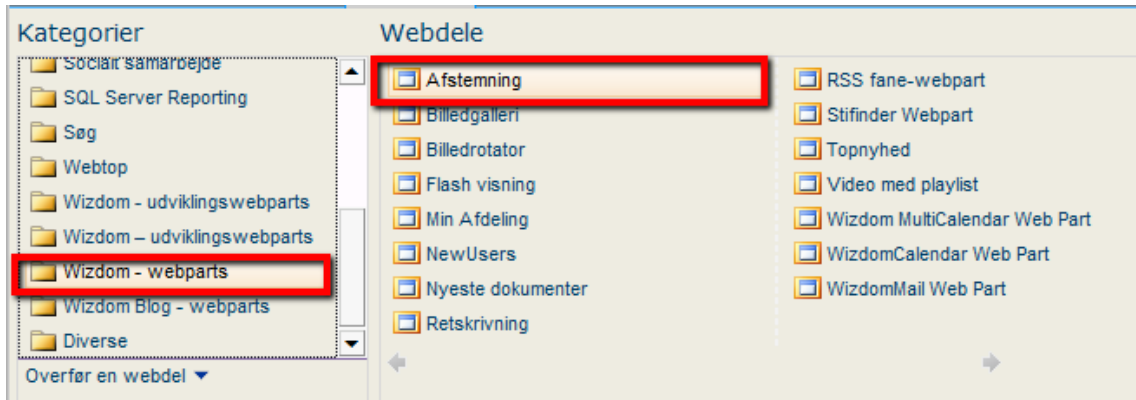 Kategorier
Socialt samarbejde
SQL Server Reporting
Søg
Webtop
Wizdom - udviklingswebparts
Wizdom – udviklingswebparts
Wizdom - webparts
Wizdom Blog - webparts
Diverse
Overfør en webdel
Webdele
Afstemning
Billedgalleri
Billedrotator
Flash visning
Min Afdeling
NewUsers
Nyeste dokumenter
Retskrivning
RSS fane-webpart
Stifinder Webpart
Topnyhed
Video med playlist
Wizdom MultiCalendar Web Part
WizdomCalendar Web Part
WizdomMail Web Part